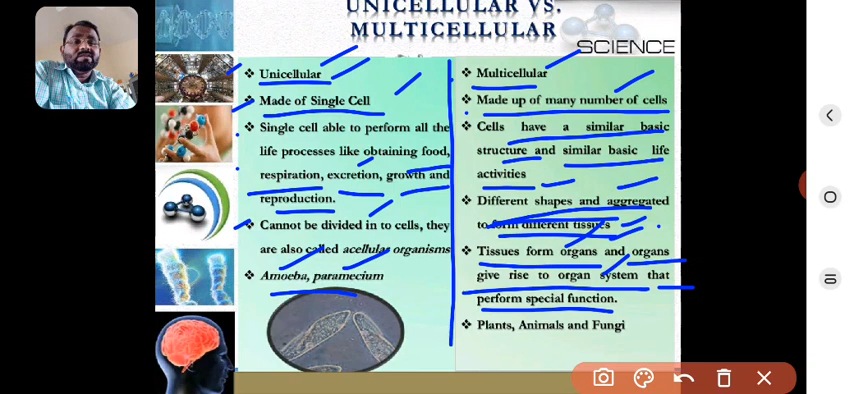 UNICELLULAR VS.
MULTICELLULAR
SCIENCE
❖ Unicellular
❖ Made of Single Cell
❖ Single cell able to perform all the
life processes like obtaining food,
respiration, excretion, growth and
reproduction.
❖ Cannot be divided in to cells, they
are also called acellular organisms
❖ Amoeba, paramecium
❖ Multicellular
❖ Made up of many number of cells
❖ Cells have a similar basic
structure and similar basic life
activities
❖ Different shapes and aggregated
to form different tissues
❖ Tissues form organs and organs
give rise to organ system that
perform special function.
❖ Plants, Animals and Fungi